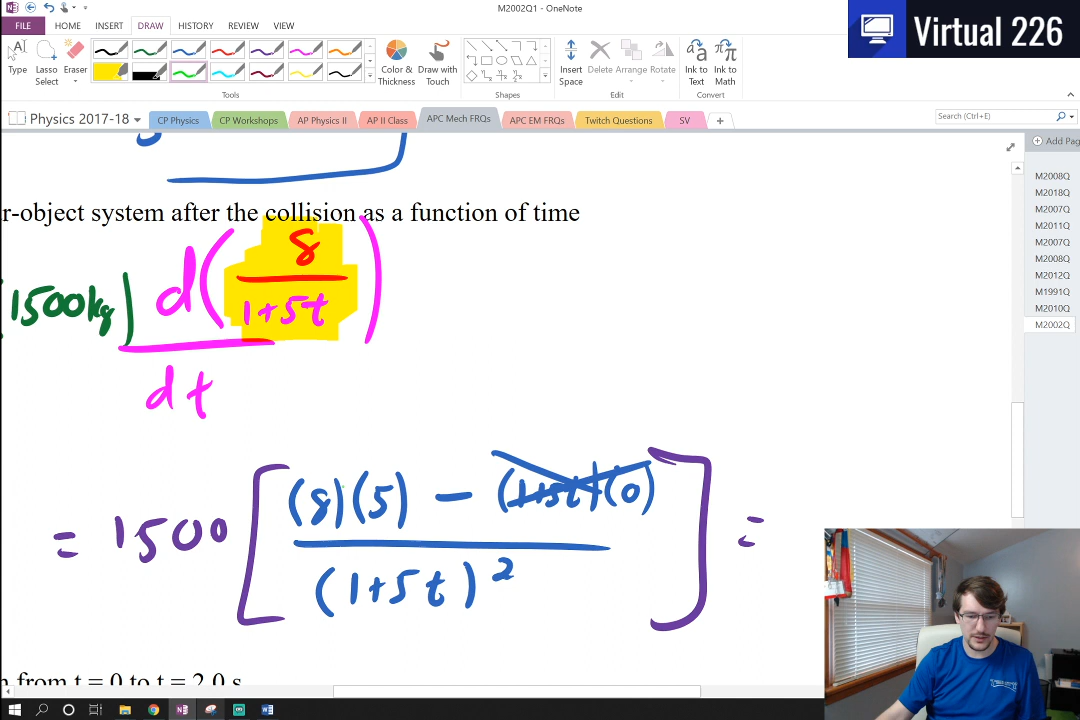 M2002Q1 - OneNote
FILE HOME INSERT DRAW HISTORY REVIEW VIEW
Virtual 226
Type Lasso Select Eraser Color & Thickness Draw with Touch Insert Space Delete Arrange Rotate Ink to Text Ink to Math
Tools Shapes Edit Convert
Physics 2017-18 CP Physics CP Workshops AP Physics II AP II Class APC Mech FRQs APC EM FRQs Twitch Questions SV + Search (Ctrl+E)
Add Pag
M2008Q
M2018Q
M2007Q
M2011Q
M2007Q
M2008Q
M2012Q
M1991Q
M2010Q
M2002Q
r-object system after the collision as a function of time
1500kg) d(8/(1+5t))/dt
= 1500 [((8)(5) - (1+5t)(0))/(1+5t)²] =
from t = 0 to t = 2.0 s